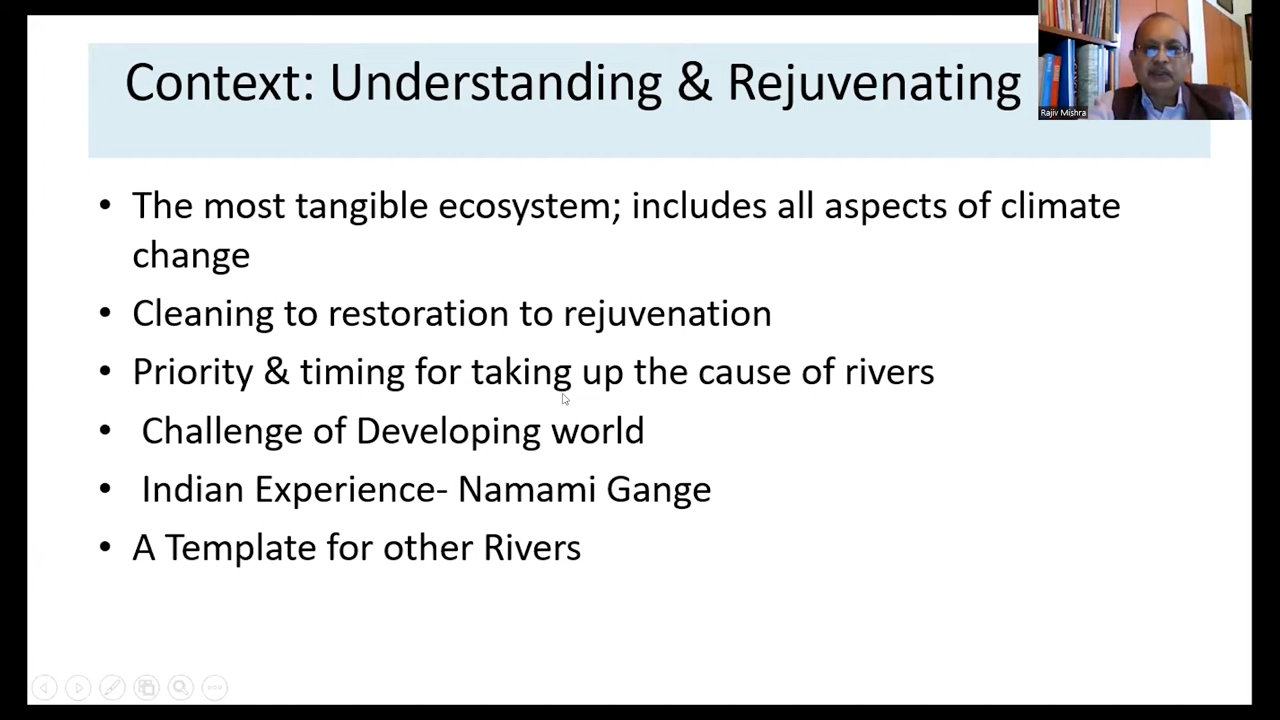 Context: Understanding & Rejuvenating
Rajiv Mishra
• The most tangible ecosystem; includes all aspects of climate
change
• Cleaning to restoration to rejuvenation
• Priority & timing for taking up the cause of rivers
• Challenge of Developing world
• Indian Experience- Namami Gange
• A Template for other Rivers